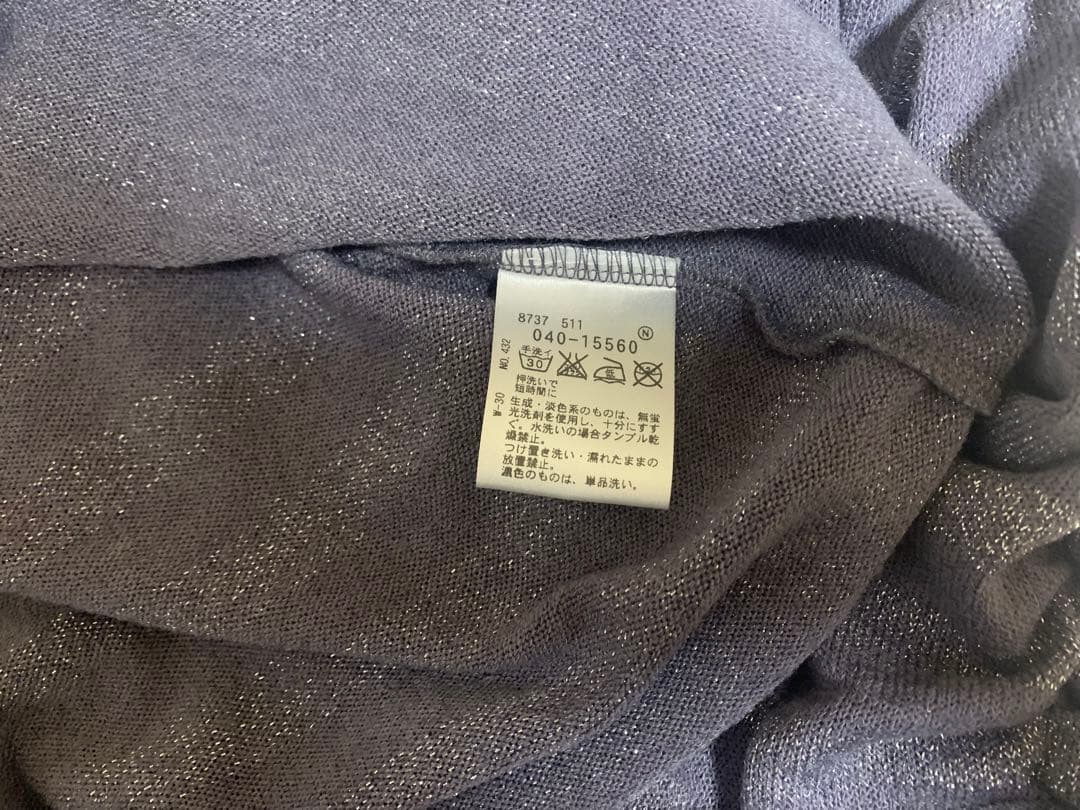 8737 511
040-15560 Ⓝ
手洗イ
30
低
押洗いで
短時間に
生成・淡色系のものは、無蛍
光洗剤を使用し、十分にすす
ぐ。水洗いの場合タンブル乾
燥禁止。
つけ置き洗い・濡れたままの
放置禁止。
濃色のものは、単品洗い。
NO. 432
W-30